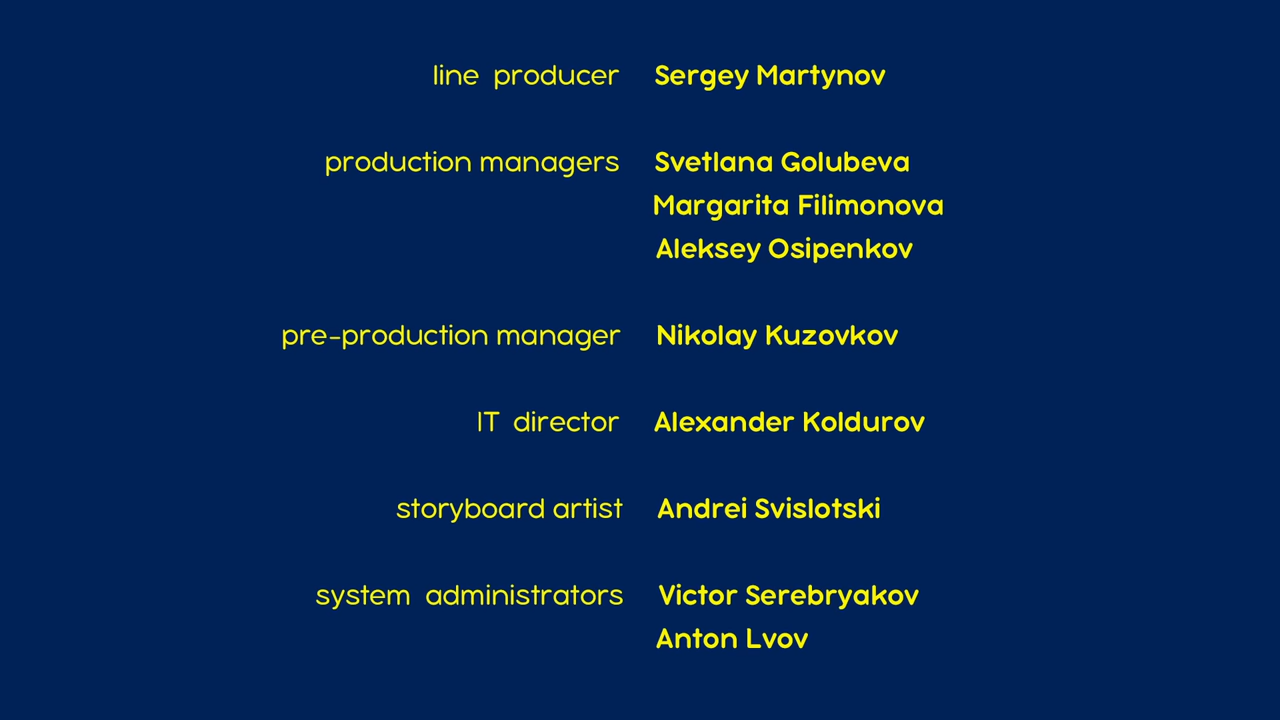 line producer Sergey Martynov
production managers Svetlana Golubeva
Margarita Filimonova
Aleksey Osipenkov
pre-production manager Nikolay Kuzovkov
IT director Alexander Koldurov
storyboard artist Andrei Svislotski
system administrators Victor Serebryakov
Anton Lvov